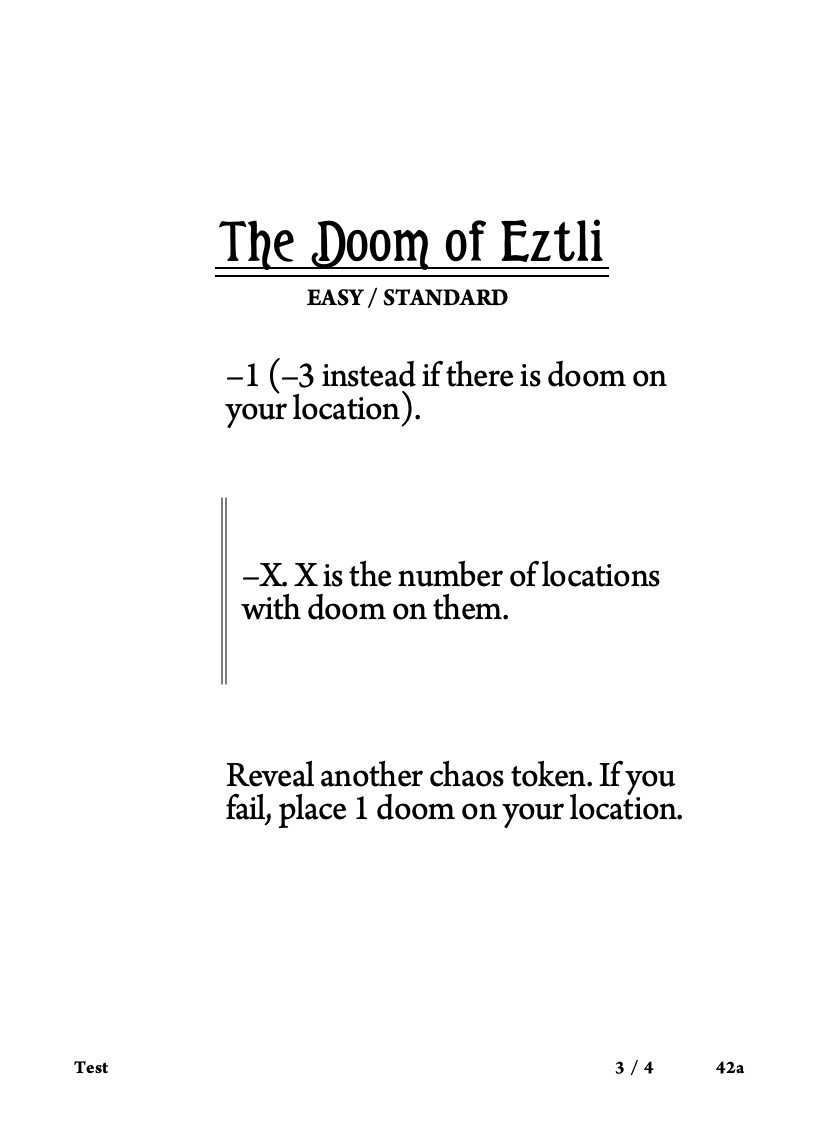 The Doom of Eztli
EASY / STANDARD
–1 (–3 instead if there is doom on
your location).
–X. X is the number of locations
with doom on them.
Reveal another chaos token. If you
fail, place 1 doom on your location.
Test 3 / 4 42a